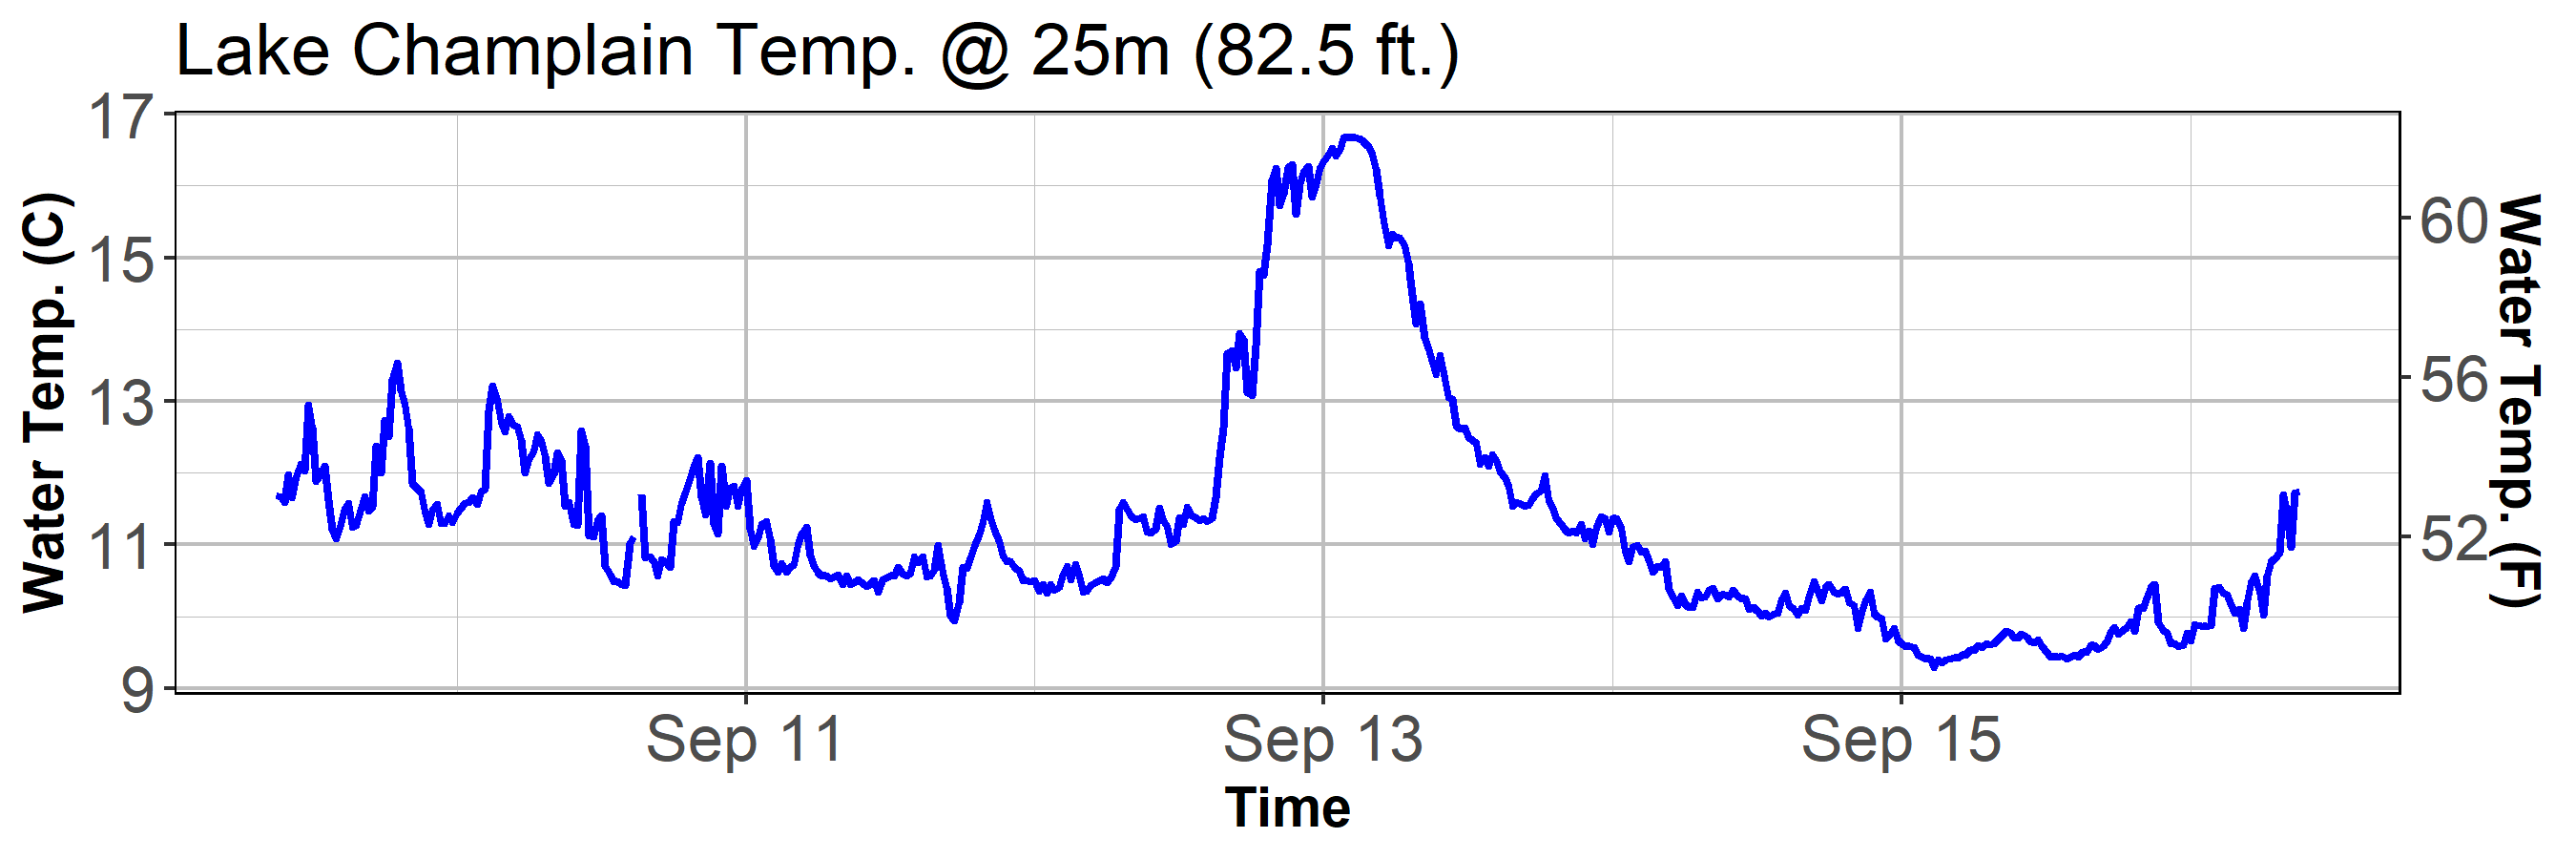 Lake Champlain Temp. @ 25m (82.5 ft.)
Water Temp. (C)
17
15
13
11
9
60
56
52
Water Temp. (F)
Sep 11
Sep 13
Sep 15
Time